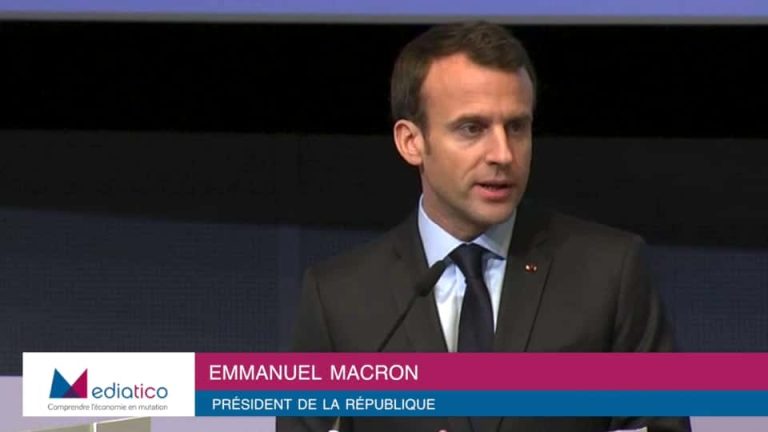 EMMANUEL MACRON
Mediatico
PRÉSIDENT DE LA RÉPUBLIQUE
Comprendre l'économie en mutation